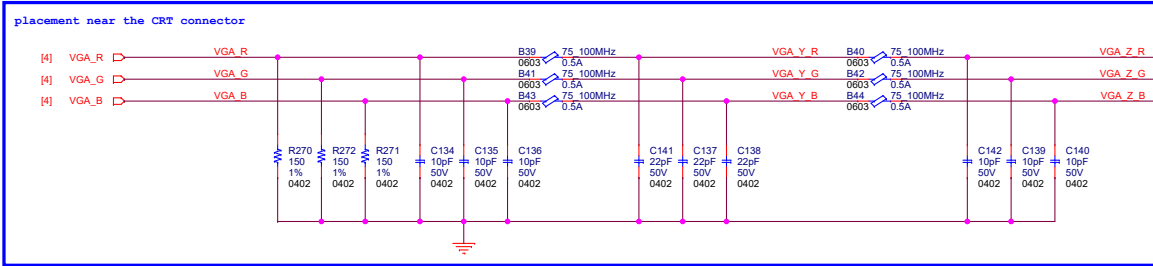 placement near the CRT connector
[4] VGA_R VGA_R B39 75_100MHz VGA_Y_R B40 75_100MHz VGA_Z_R
0603 0.5A 0603 0.5A
[4] VGA_G VGA_G B41 75_100MHz VGA_Y_G B42 75_100MHz VGA_Z_G
0603 0.5A 0603 0.5A
[4] VGA_B VGA_B B43 75_100MHz VGA_Y_B B44 75_100MHz VGA_Z_B
0603 0.5A 0603 0.5A
R270 R272 R271 C134 C135 C136 C141 C137 C138 C142 C139 C140
150 150 150 10pF 10pF 10pF 22pF 22pF 22pF 10pF 10pF 10pF
1% 1% 1% 50V 50V 50V 50V 50V 50V 50V 50V 50V
0402 0402 0402 0402 0402 0402 0402 0402 0402 0402 0402 0402